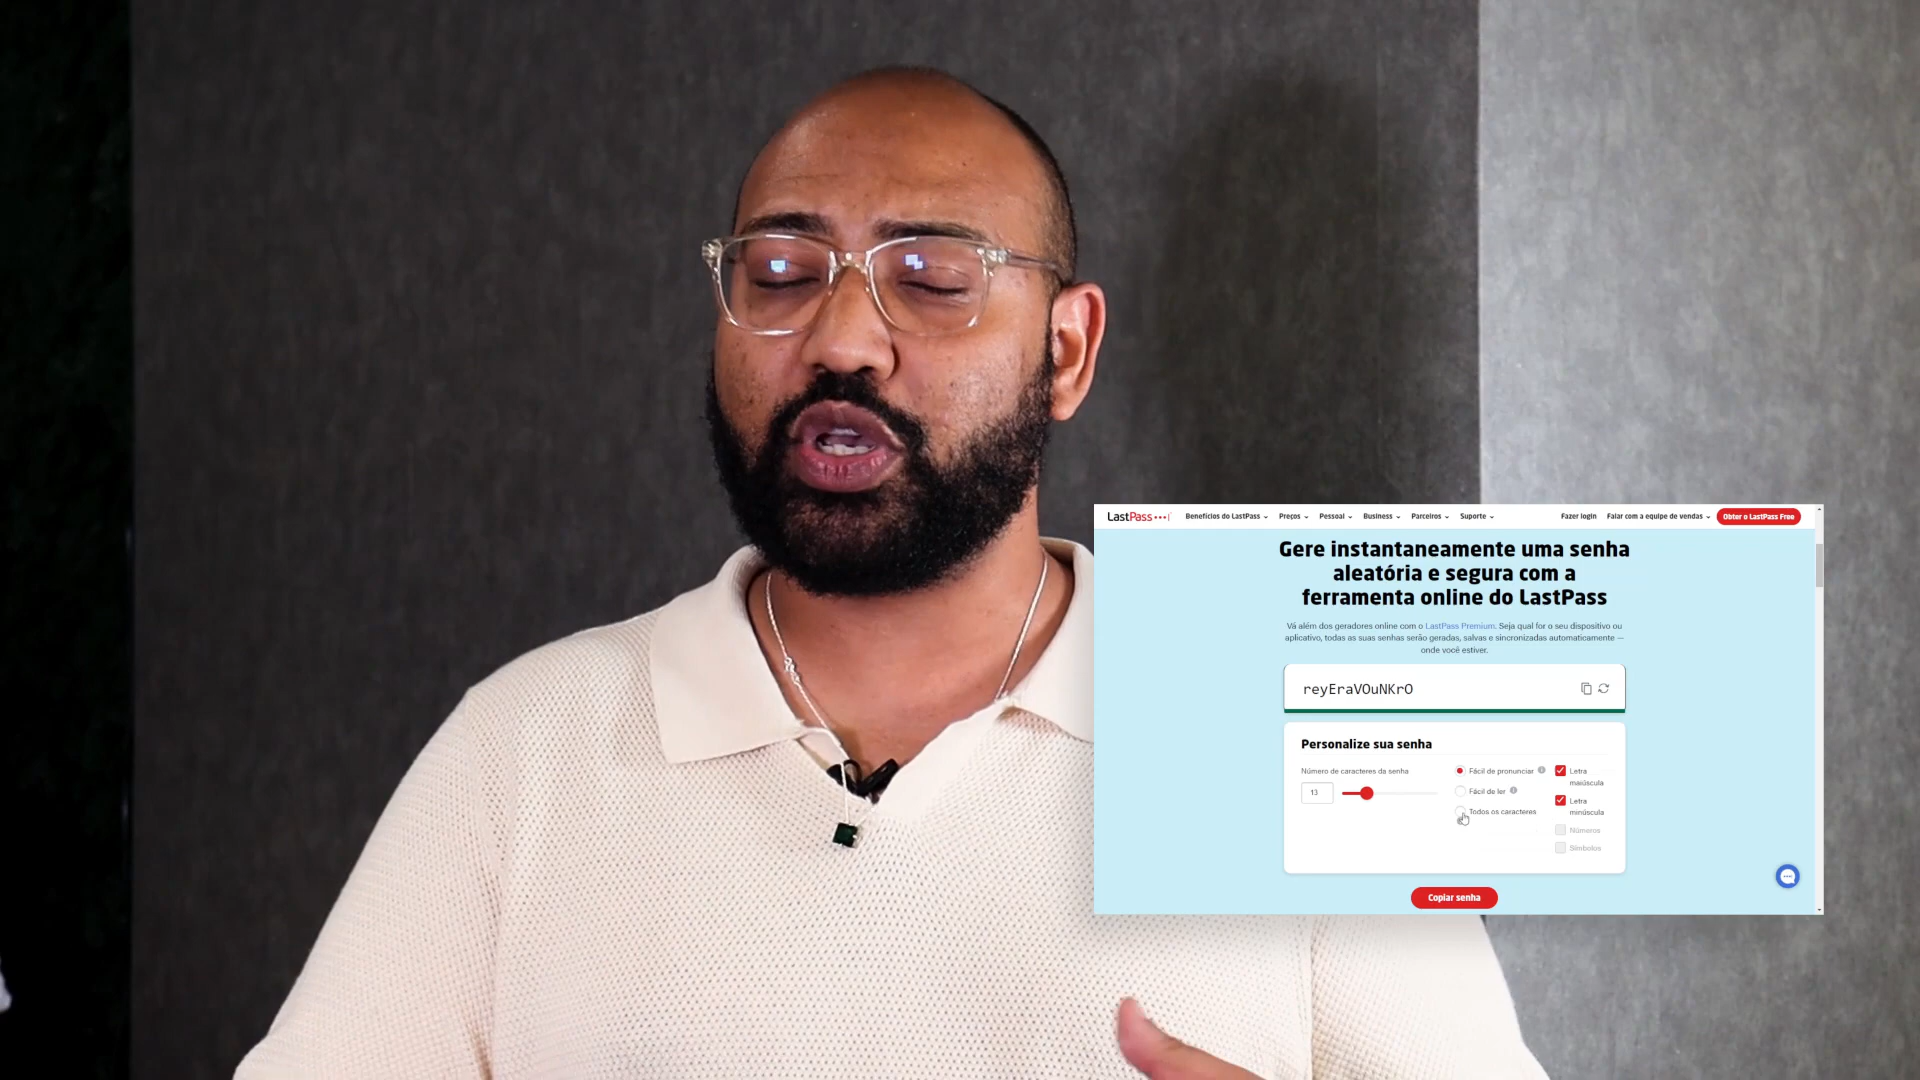 LastPass
Benefícios do LastPass
Preços
Pessoal
Business
Parceiros
Suporte
Fazer login
Falar com a equipe de vendas
Obter o LastPass Free
Gere instantaneamente uma senha
aleatória e segura com a
ferramenta online do LastPass
Vá além dos geradores online com o LastPass Premium. Seja qual for o seu dispositivo ou
aplicativo, todas as suas senhas serão geradas, salvas e sincronizadas automaticamente —
onde você estiver.
reyEraVOuNKrO
Personalize sua senha
Número de caracteres da senha
13
Fácil de pronunciar
Fácil de ler
Todos os caracteres
Letra
maiúscula
Letra
minúscula
Números
Símbolos
Copiar senha